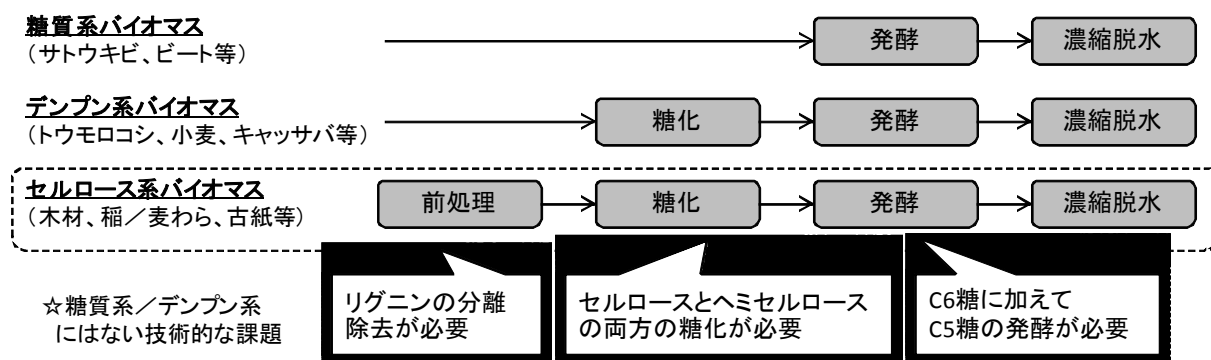 糖質系バイオマス
（サトウキビ、ビート等）
発酵
濃縮脱水
デンプン系バイオマス
（トウモロコシ、小麦、キャッサバ等）
糖化
発酵
濃縮脱水
セルロース系バイオマス
（木材、稲／麦わら、古紙等）
前処理
糖化
発酵
濃縮脱水
☆糖質系／デンプン系
にはない技術的な課題
リグニンの分離
除去が必要
セルロースとヘミセルロース
の両方の糖化が必要
C6糖に加えて
C5糖の発酵が必要